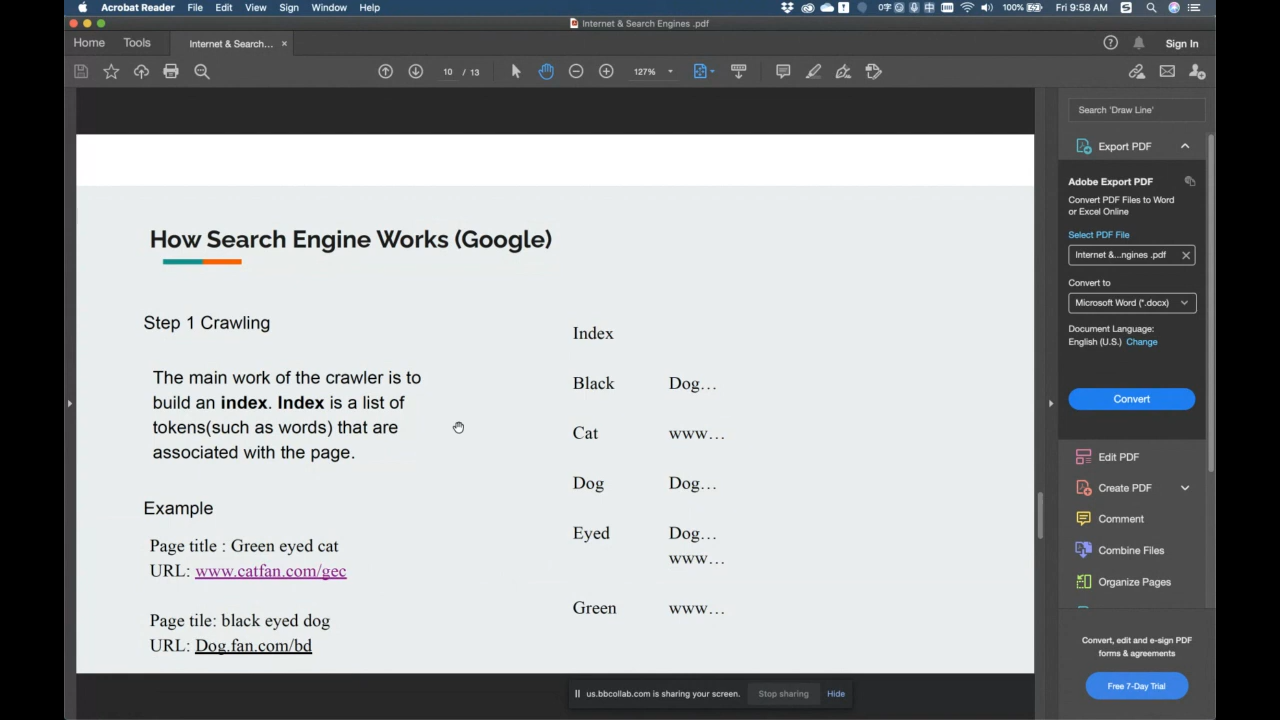 Acrobat Reader File Edit View Sign Window Help
0字 中 100% Fri 9:58 AM
Internet & Search Engines .pdf
Home Tools Internet & Search... × Sign In
10 / 13 127%
Search 'Draw Line'
Export PDF
Adobe Export PDF
Convert PDF Files to Word
or Excel Online
Select PDF File
Internet &...ngines .pdf
Convert to
Microsoft Word (*.docx)
Document Language:
English (U.S.) Change
Convert
Edit PDF
Create PDF
Comment
Combine Files
Organize Pages
Convert, edit and e-sign PDF
forms & agreements
Free 7-Day Trial
How Search Engine Works (Google)
Step 1 Crawling
The main work of the crawler is to
build an index. Index is a list of
tokens(such as words) that are
associated with the page.
Example
Page title : Green eyed cat
URL: www.catfan.com/gec
Page tile: black eyed dog
URL: Dog.fan.com/bd
Index
Black Dog…
Cat www…
Dog Dog…
Eyed Dog…
www…
Green www…
us.bbcollab.com is sharing your screen. Stop sharing Hide